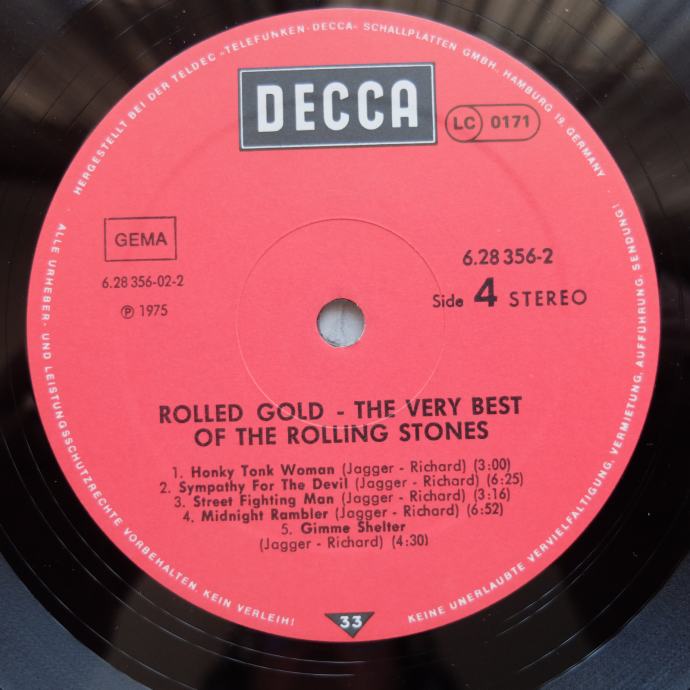 HERGESTELLT BEI DER TELDEC »TELEFUNKEN-DECCA« SCHALLPLATTEN GMBH., HAMBURG 19, GERMANY
DECCA
LC 0171
GEMA
6.28 356-02-2
Ⓟ 1975
6.28 356-2
Side 4 STEREO
ROLLED GOLD - THE VERY BEST
OF THE ROLLING STONES
1. Honky Tonk Woman (Jagger - Richard) (3:00)
2. Sympathy For The Devil (Jagger - Richard) (6:25)
3. Street Fighting Man (Jagger - Richard) (3:16)
4. Midnight Rambler (Jagger - Richard) (6:52)
5. Gimme Shelter
(Jagger - Richard) (4:30)
33
ALLE URHEBER- UND LEISTUNGSSCHUTZRECHTE VORBEHALTEN. KEIN VERLEIH!
KEINE UNERLAUBTE VERVIELFÄLTIGUNG, VERMIETUNG, AUFFÜHRUNG, SENDUNG!